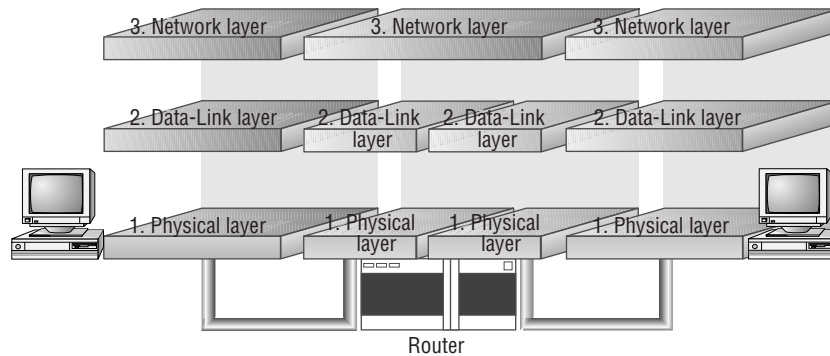 3. Network layer
3. Network layer
3. Network layer
2. Data-Link layer
2. Data-Link
layer
2. Data-Link
layer
2. Data-Link layer
1. Physical layer
1. Physical
layer
1. Physical
layer
1. Physical layer
Router